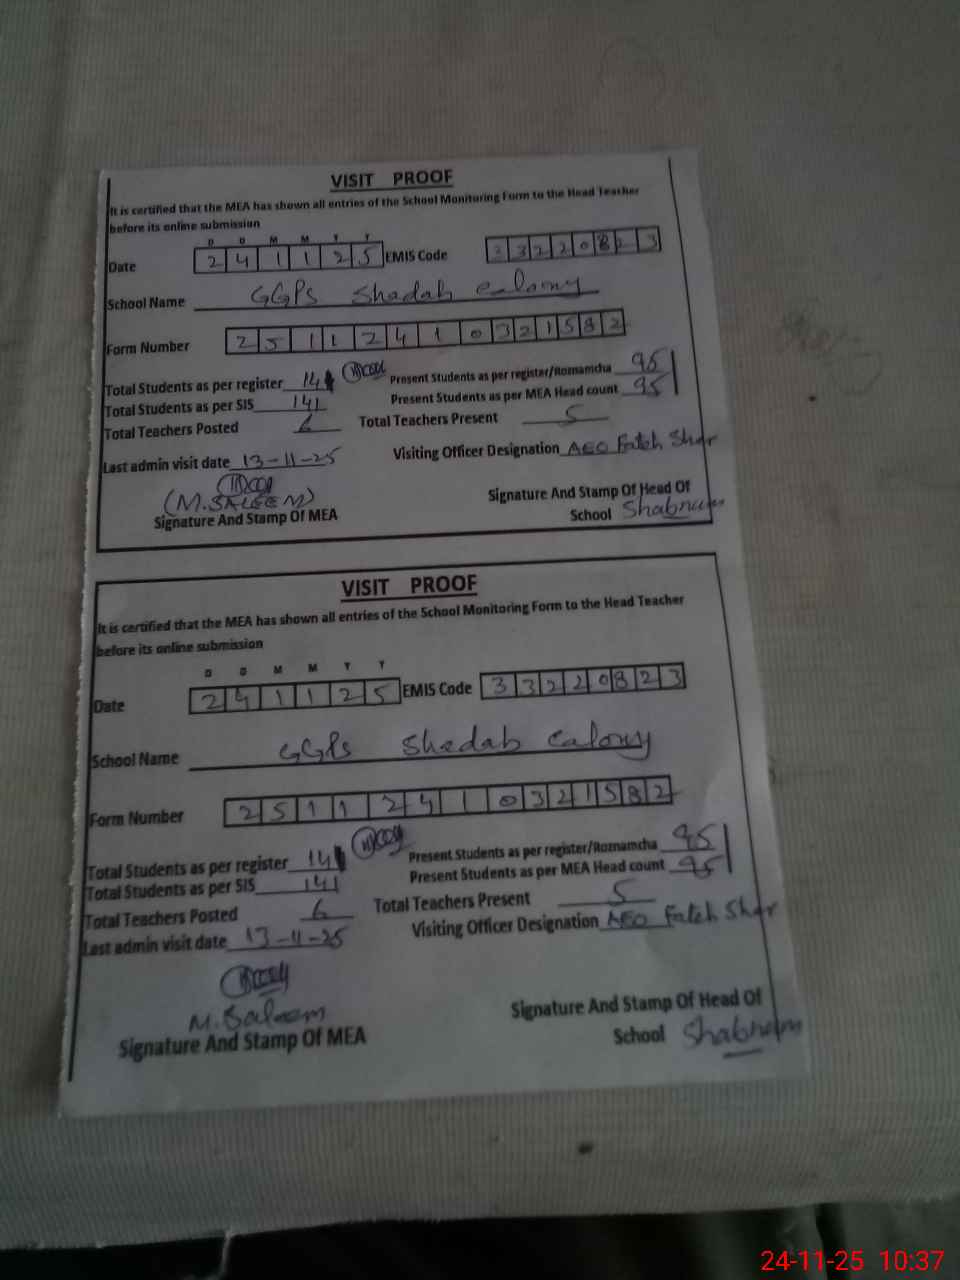 VISIT PROOF
It is certified that the MEA has shown all entries of the School Monitoring Form to the Head Teacher
before its online submission
D D M M Y Y
Date 2 4 1 1 2 5 EMIS Code 3 3 2 2 0 8 2 3
School Name GGPS Shadab Calony
Form Number 2 5 1 1 2 4 1 0 3 2 1 5 8 2
Total Students as per register 141 Present Students as per register/Roznamcha 95
Total Students as per SIS 141 Present Students as per MEA Head count 95
Total Teachers Posted 6 Total Teachers Present 5
Last admin visit date 13-11-25 Visiting Officer Designation AEO Fateh Sher
(M.SALEEM) Signature And Stamp Of Head Of
Signature And Stamp Of MEA School Shabnam
VISIT PROOF
It is certified that the MEA has shown all entries of the School Monitoring Form to the Head Teacher
before its online submission
D D M M Y Y
Date 2 4 1 1 2 5 EMIS Code 3 3 2 2 0 8 2 3
School Name GGPS Shadab Calony
Form Number 2 5 1 1 2 4 1 0 3 2 1 5 8 2
Total Students as per register 141 Present Students as per register/Roznamcha 95
Total Students as per SIS 141 Present Students as per MEA Head count 95
Total Teachers Posted 6 Total Teachers Present 5
Last admin visit date 13-11-25 Visiting Officer Designation AEO Fateh Sher
M.Saleem Signature And Stamp Of Head Of
Signature And Stamp Of MEA School Shabnam
24-11-25 10:37